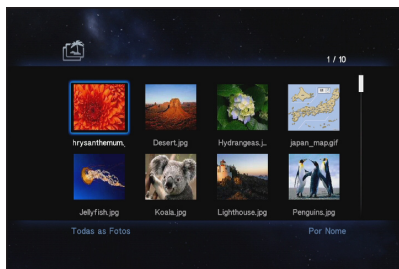 1 / 10
hrysanthemum.
Desert.jpg
Hydrangeas.j...
japan_map.gif
Jellyfish.jpg
Koala.jpg
Lighthouse.jpg
Penguins.jpg
Todas as Fotos
Por Nome